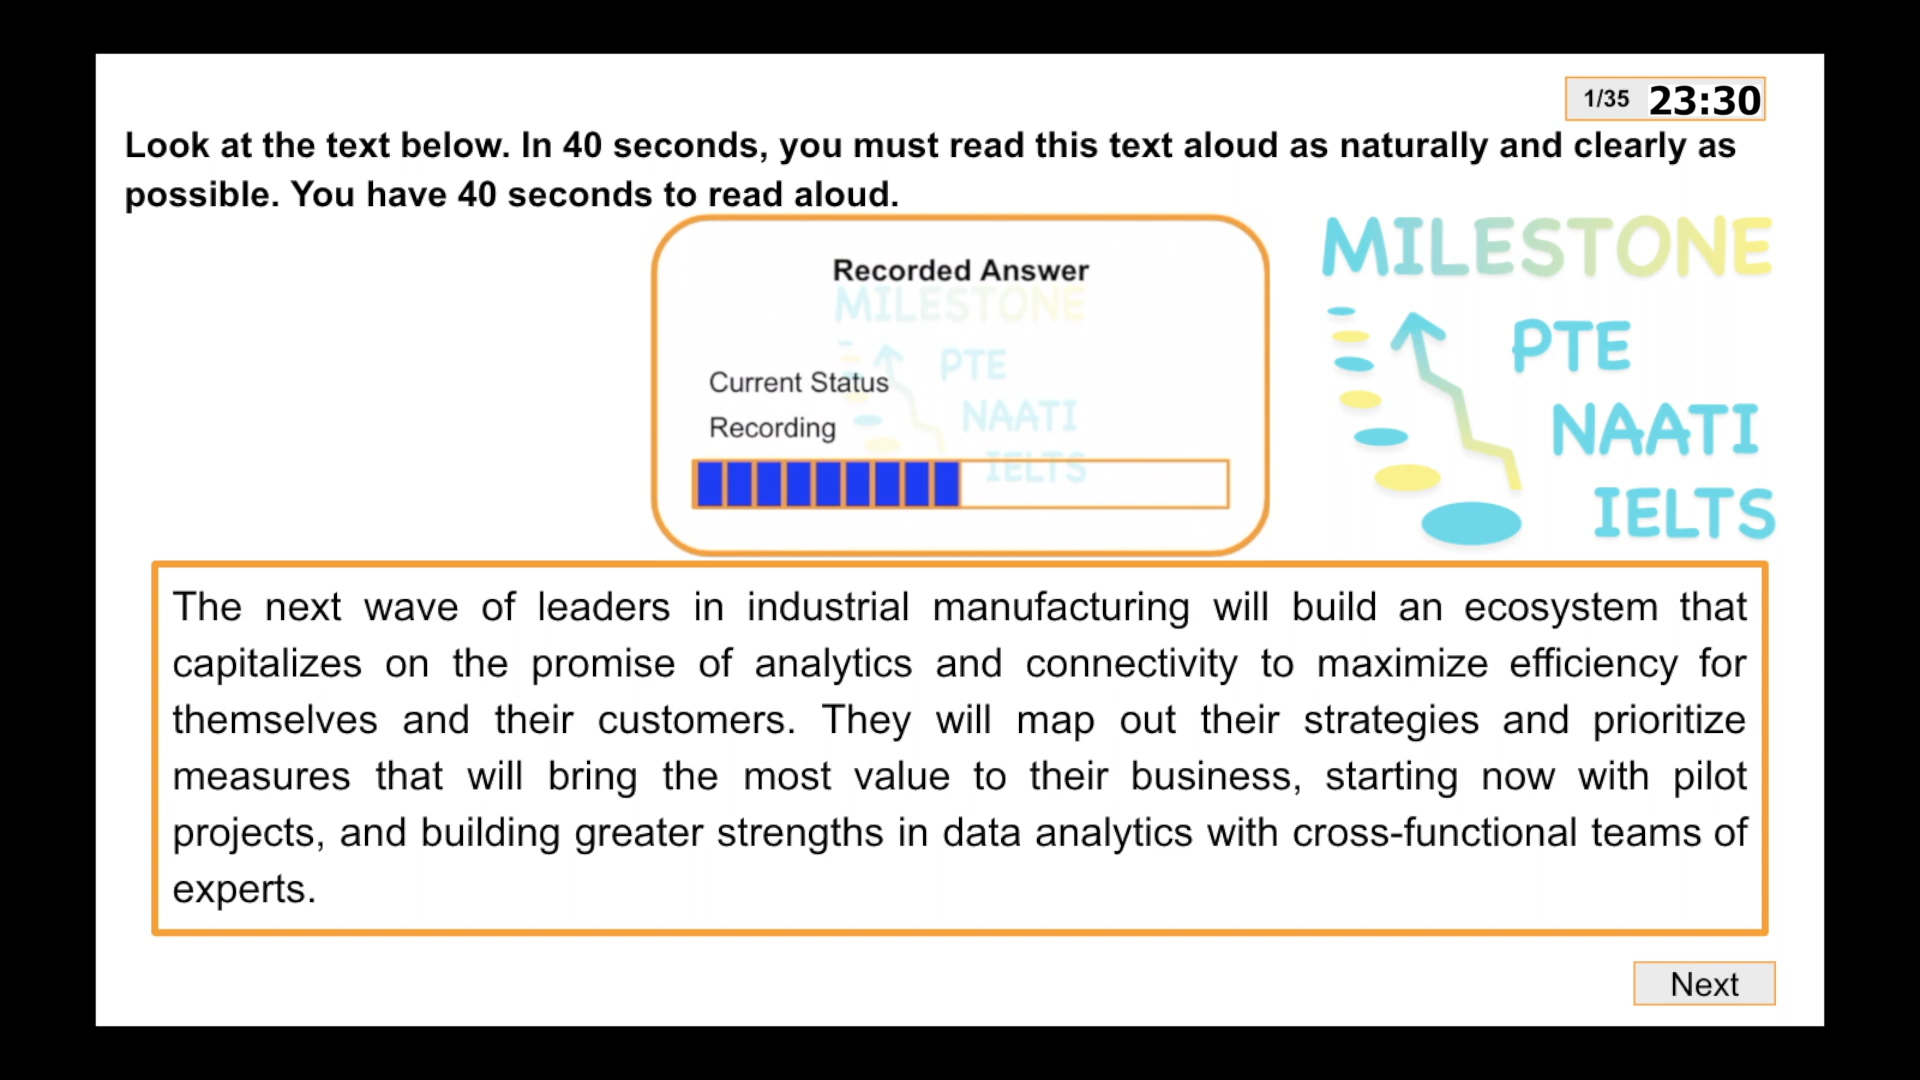 1/35 23:30
Look at the text below. In 40 seconds, you must read this text aloud as naturally and clearly as
possible. You have 40 seconds to read aloud.
Recorded Answer
MILESTONE
PTE
Current Status
NAATI
Recording
IELTS
MILESTONE
PTE
NAATI
IELTS
The next wave of leaders in industrial manufacturing will build an ecosystem that
capitalizes on the promise of analytics and connectivity to maximize efficiency for
themselves and their customers. They will map out their strategies and prioritize
measures that will bring the most value to their business, starting now with pilot
projects, and building greater strengths in data analytics with cross-functional teams of
experts.
Next